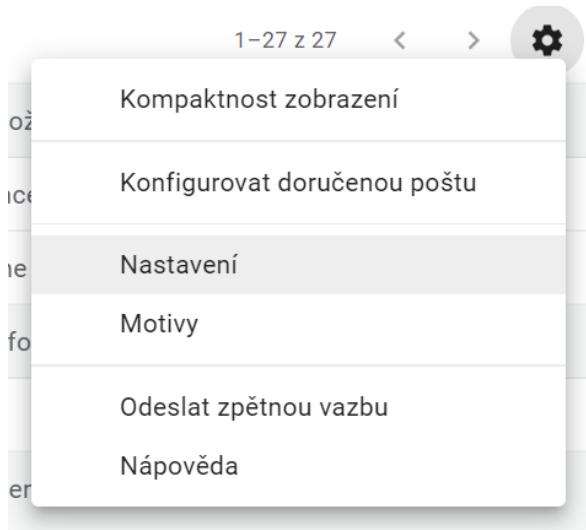 1–27 z 27
Kompaktnost zobrazení
Konfigurovat doručenou poštu
Nastavení
Motivy
Odeslat zpětnou vazbu
Nápověda